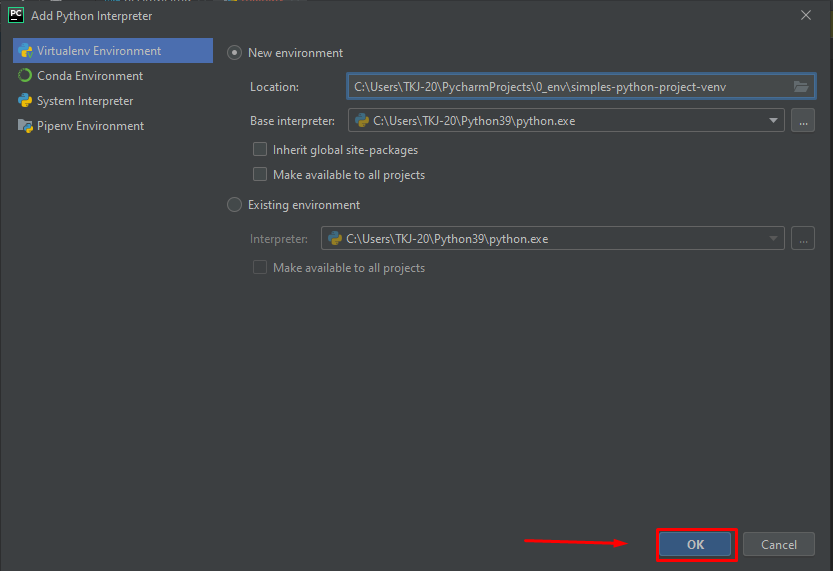 PC Add Python Interpreter
Virtualenv Environment
Conda Environment
System Interpreter
Pipenv Environment
New environment
Location: C:\Users\TKJ-20\PycharmProjects\0_env\simples-python-project-venv
Base interpreter: C:\Users\TKJ-20\Python39\python.exe ...
Inherit global site-packages
Make available to all projects
Existing environment
Interpreter: C:\Users\TKJ-20\Python39\python.exe ...
Make available to all projects
OK Cancel